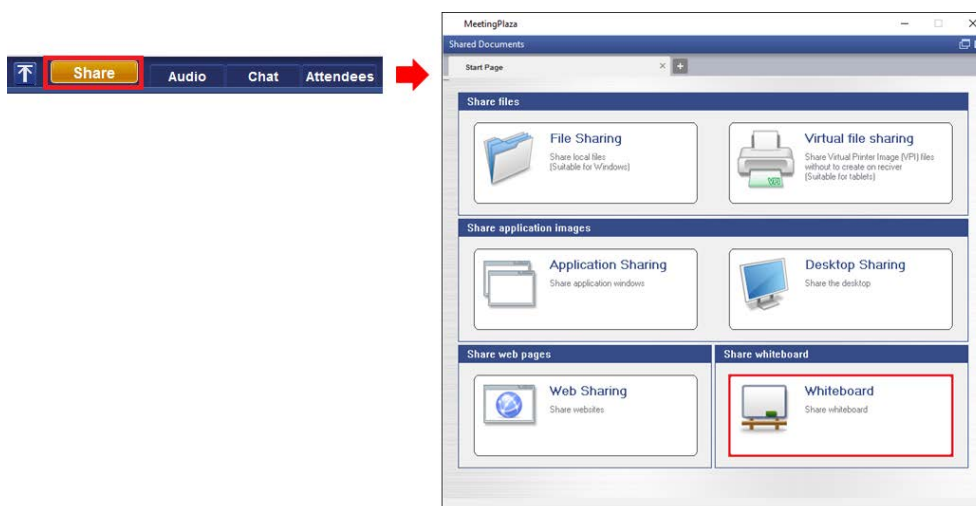 Share Audio Chat Attendees
MeetingPlaza
Shared Documents
Start Page
Share files
File Sharing
Share local files
(Suitable for Windows)
Virtual file sharing
Share Virtual Printer Image (VPI) files
without to create on reciver
(Suitable for tablets)
Share application images
Application Sharing
Share application windows
Desktop Sharing
Share the desktop
Share web pages
Web Sharing
Share websites
Share whiteboard
Whiteboard
Share whiteboard